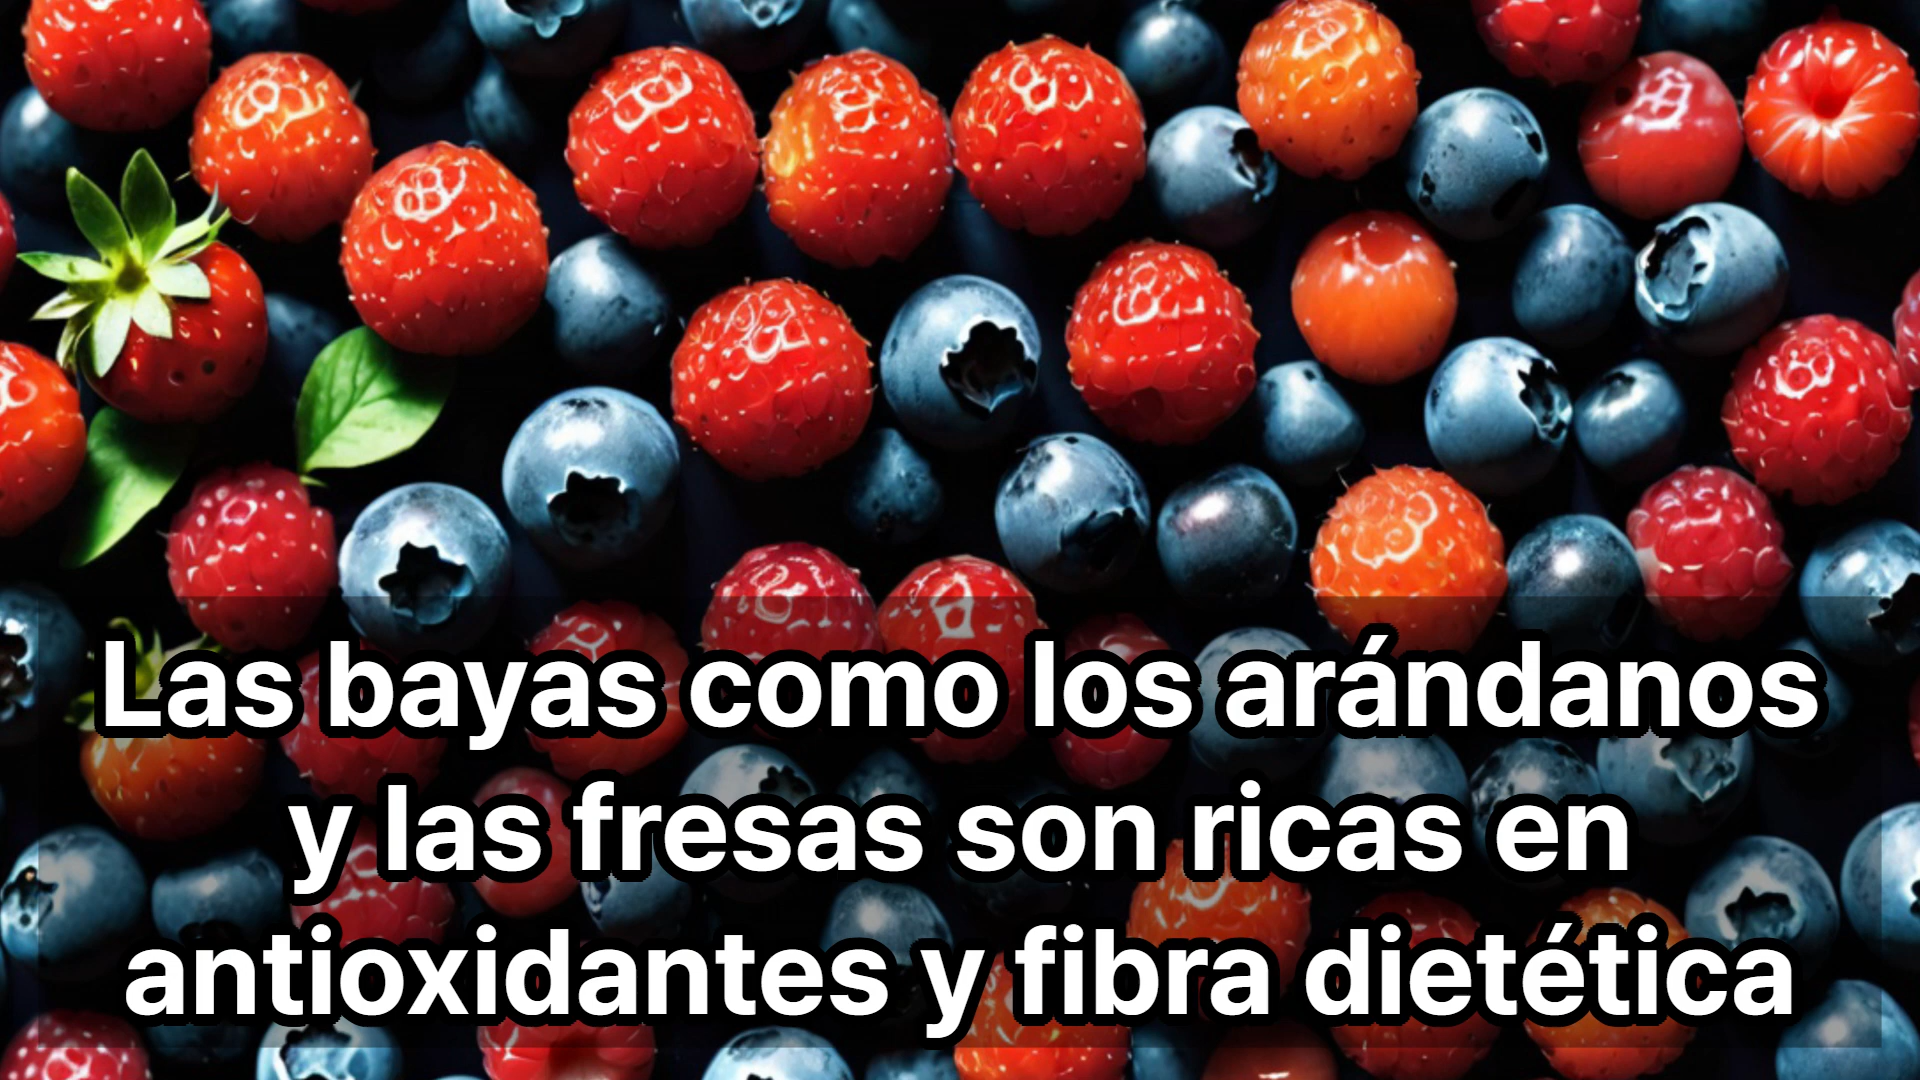 Las bayas como los arándanos
y las fresas son ricas en
antioxidantes y fibra dietética